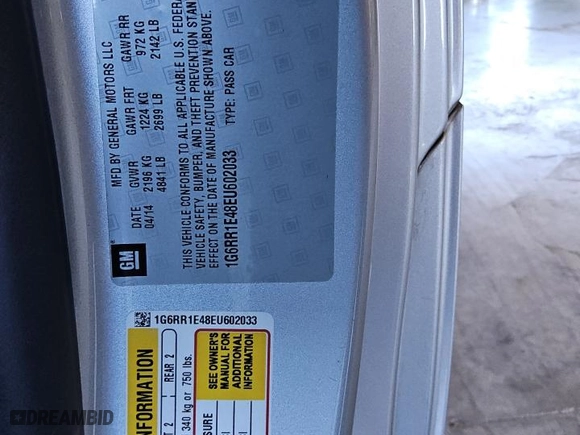 MFD BY GENERAL MOTORS LLC
DATE GVWR GAWR FRT GAWR RR
04/14 2196 KG 1224 KG 972 KG
4841 LB 2699 LB 2142 LB
THIS VEHICLE CONFORMS TO ALL APPLICABLE U.S. FEDERA
VEHICLE SAFETY, BUMPER, AND THEFT PREVENTION STAN
EFFECT ON THE DATE OF MANUFACTURE SHOWN ABOVE.
1G6RR1E48EU602033 TYPE: PASS CAR
GM
1G6RR1E48EU602033
INFORMATION
2 REAR 2
340 kg or 750 lbs.
SEE OWNER'S
MANUAL FOR
ADDITIONAL
INFORMATION
DREAMBID